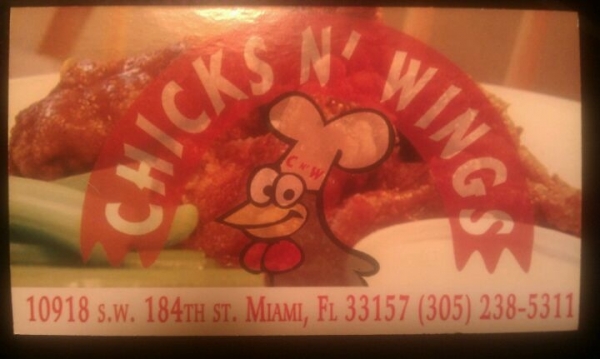 CHICKS N' WINGS
C N W
10918 S.W. 184TH ST. MIAMI, FL 33157 (305) 238-5311